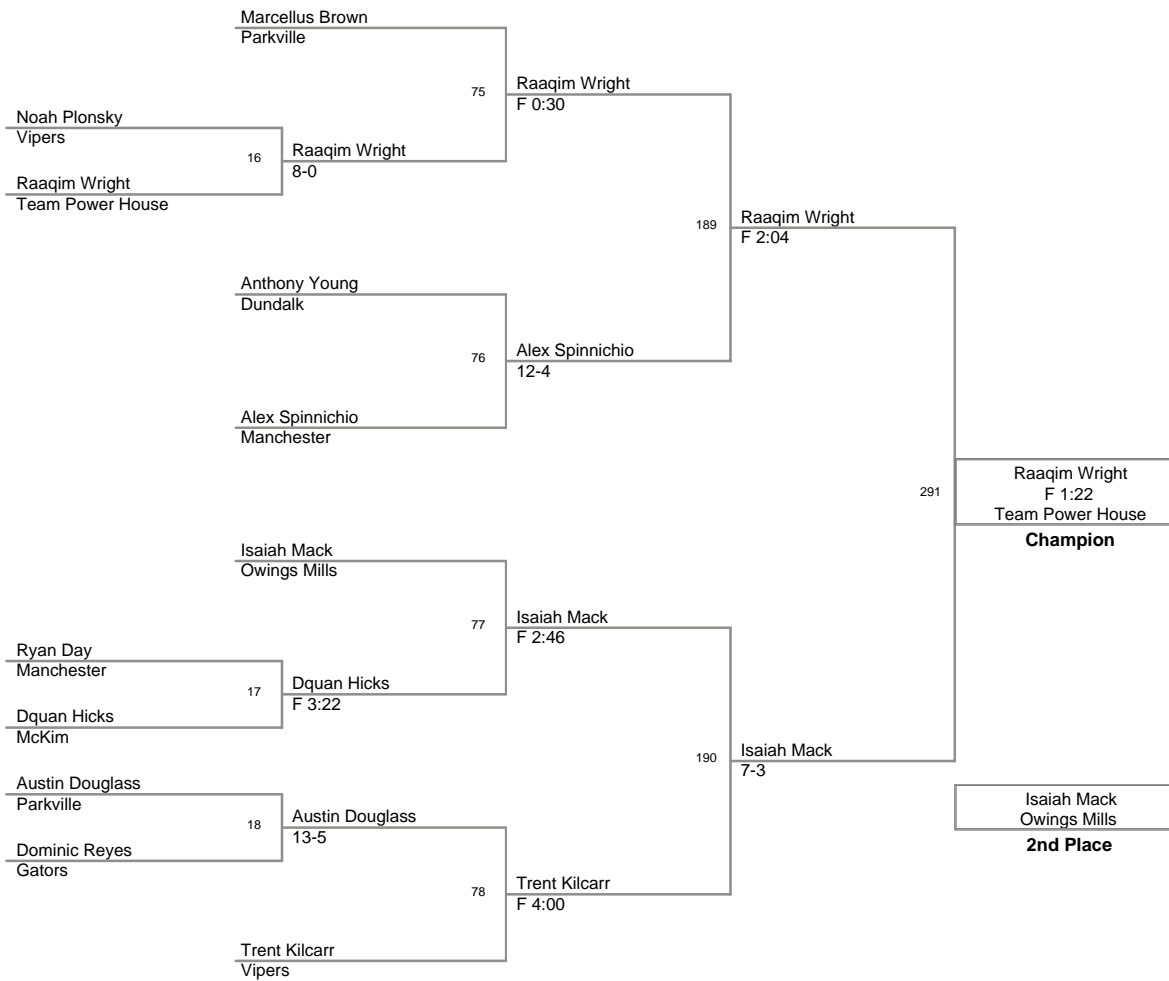 Marcellus Brown
Parkville
75
Raaqim Wright
F 0:30
Noah Plonsky
Vipers
16
Raaqim Wright
8-0
Raaqim Wright
Team Power House
189
Raaqim Wright
F 2:04
Anthony Young
Dundalk
76
Alex Spinnichio
12-4
Alex Spinnichio
Manchester
291
Raaqim Wright
F 1:22
Team Power House
Champion
Isaiah Mack
Owings Mills
77
Isaiah Mack
F 2:46
Ryan Day
Manchester
17
Dquan Hicks
F 3:22
Dquan Hicks
McKim
190
Isaiah Mack
7-3
Austin Douglass
Parkville
18
Austin Douglass
13-5
Dominic Reyes
Gators
78
Trent Kilcarr
F 4:00
Trent Kilcarr
Vipers
Isaiah Mack
Owings Mills
2nd Place